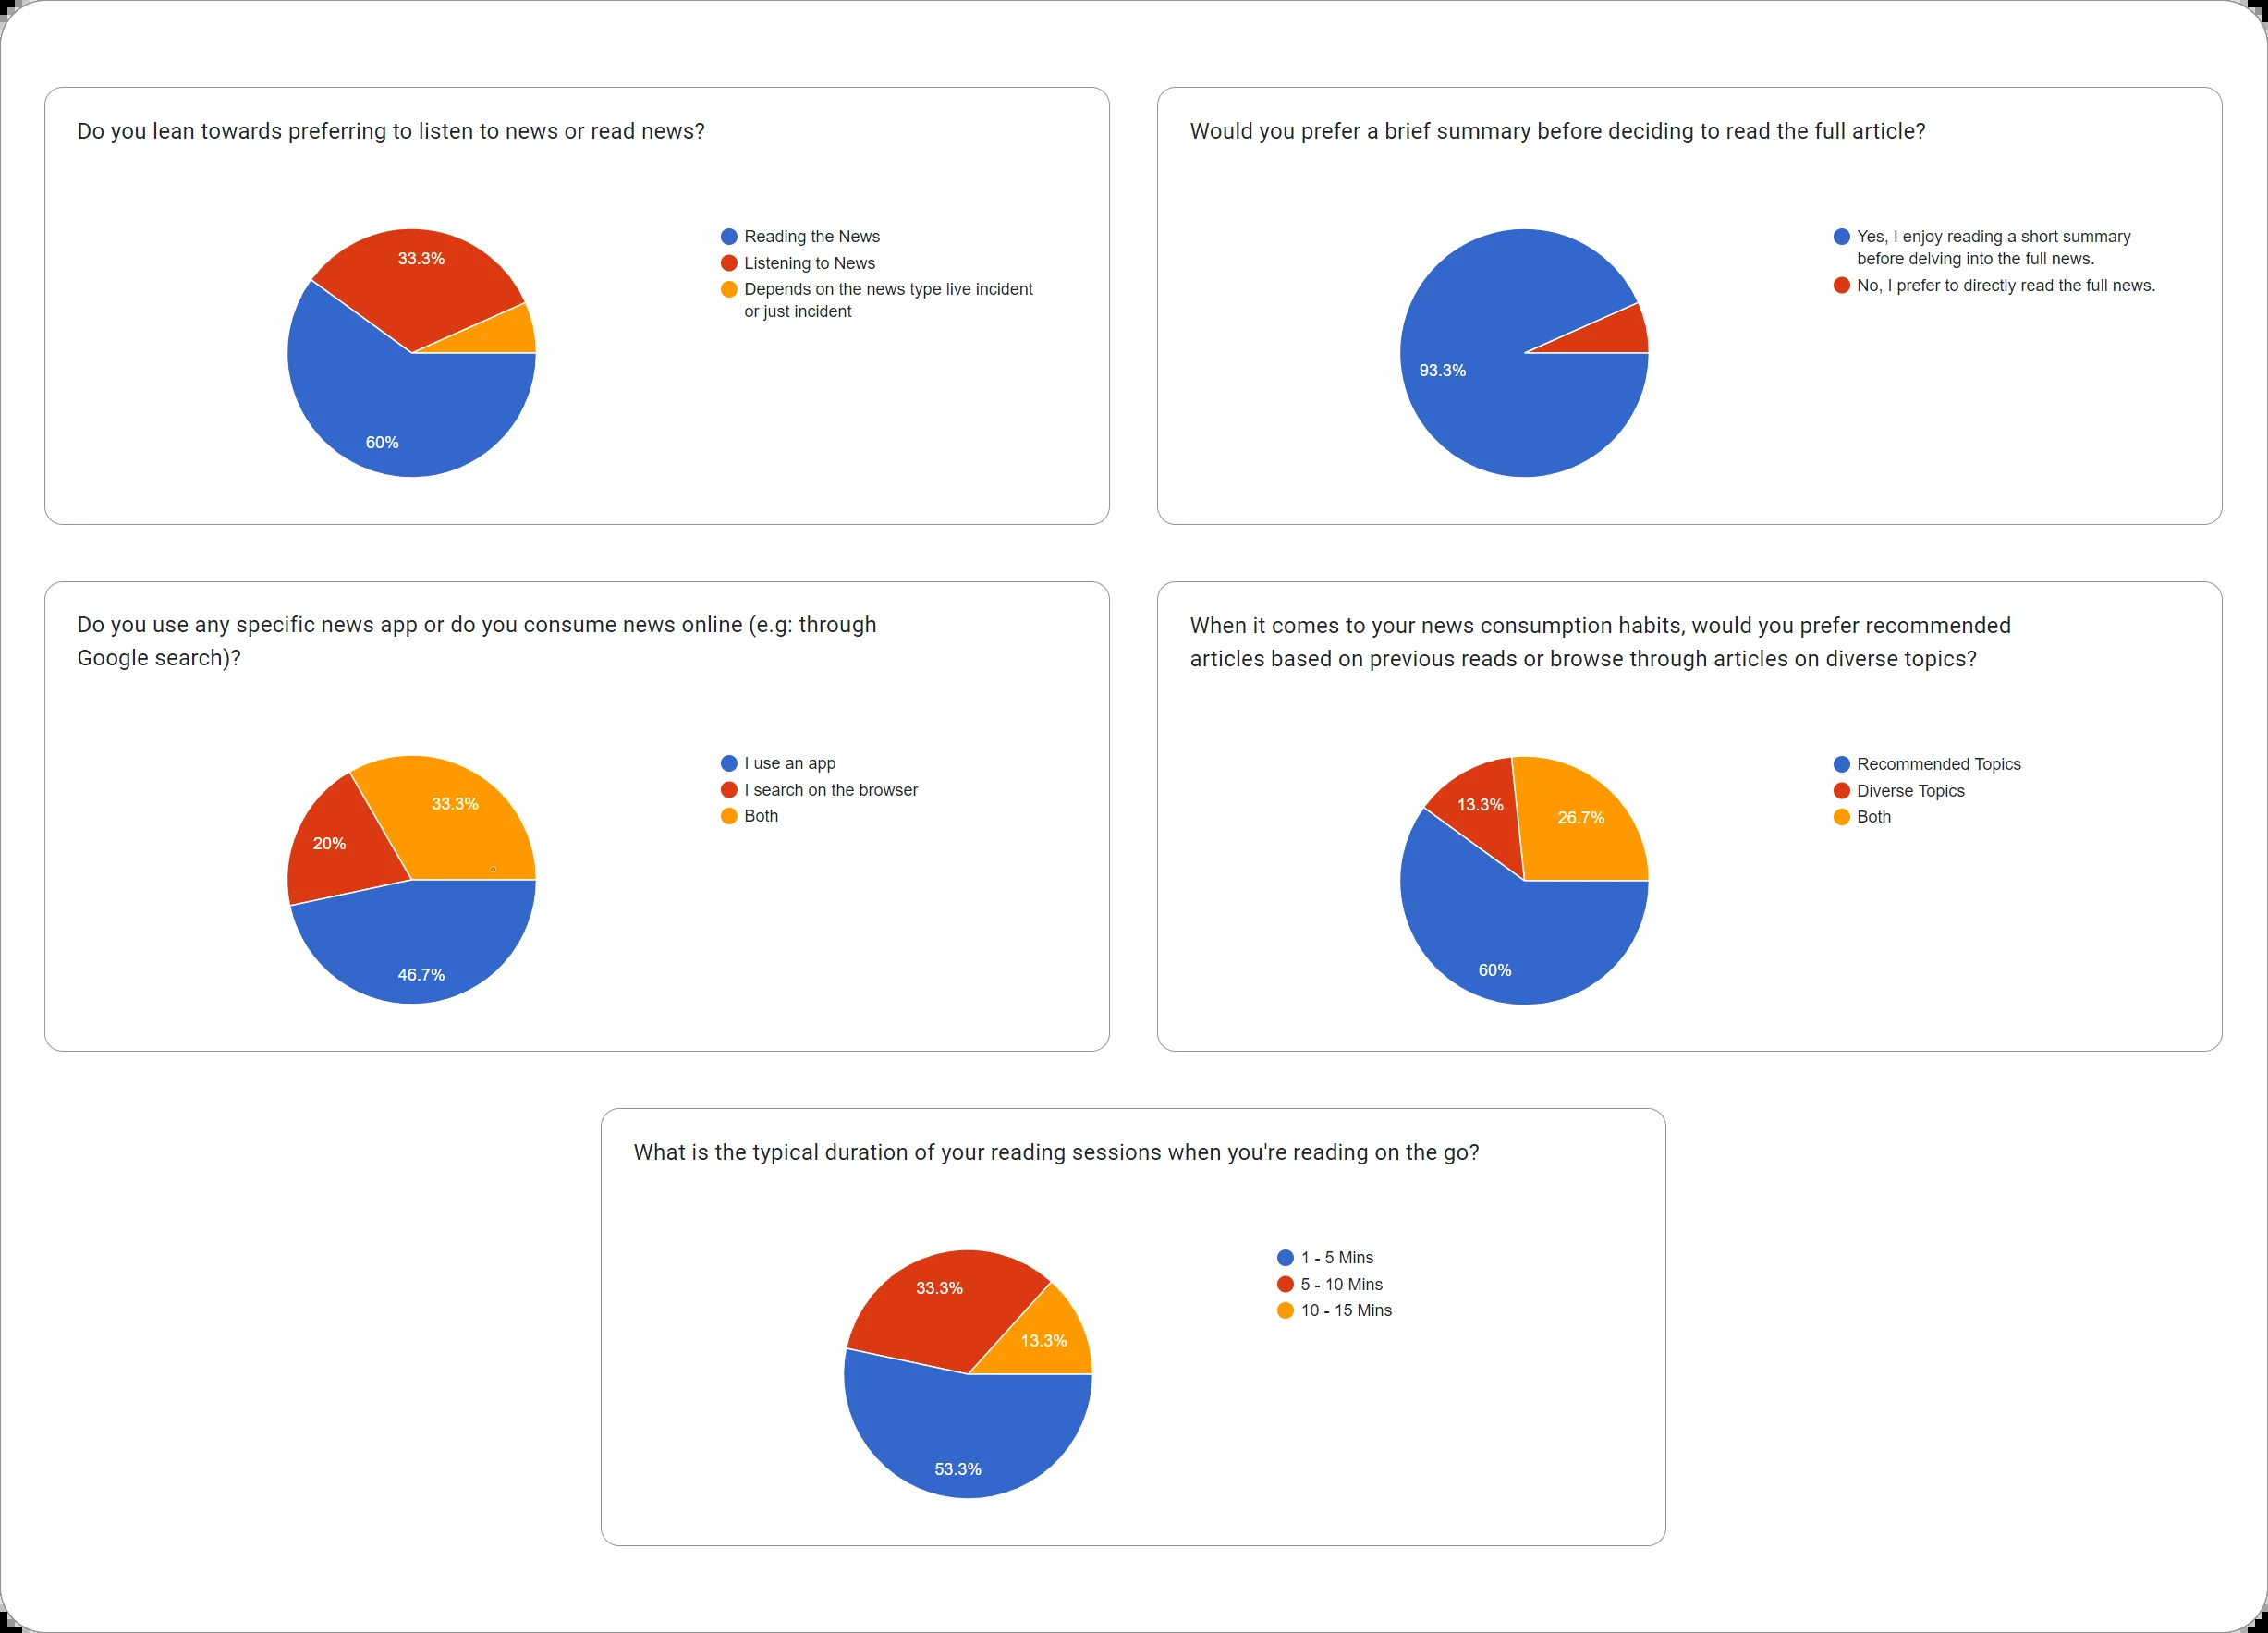 Do you lean towards preferring to listen to news or read news?
33.3%
60%
Reading the News
Listening to News
Depends on the news type live incident
or just incident
Would you prefer a brief summary before deciding to read the full article?
93.3%
Yes, I enjoy reading a short summary
before delving into the full news.
No, I prefer to directly read the full news.
Do you use any specific news app or do you consume news online (e.g: through
Google search)?
33.3%
20%
46.7%
I use an app
I search on the browser
Both
When it comes to your news consumption habits, would you prefer recommended
articles based on previous reads or browse through articles on diverse topics?
13.3%
26.7%
60%
Recommended Topics
Diverse Topics
Both
What is the typical duration of your reading sessions when you're reading on the go?
33.3%
13.3%
53.3%
1 - 5 Mins
5 - 10 Mins
10 - 15 Mins